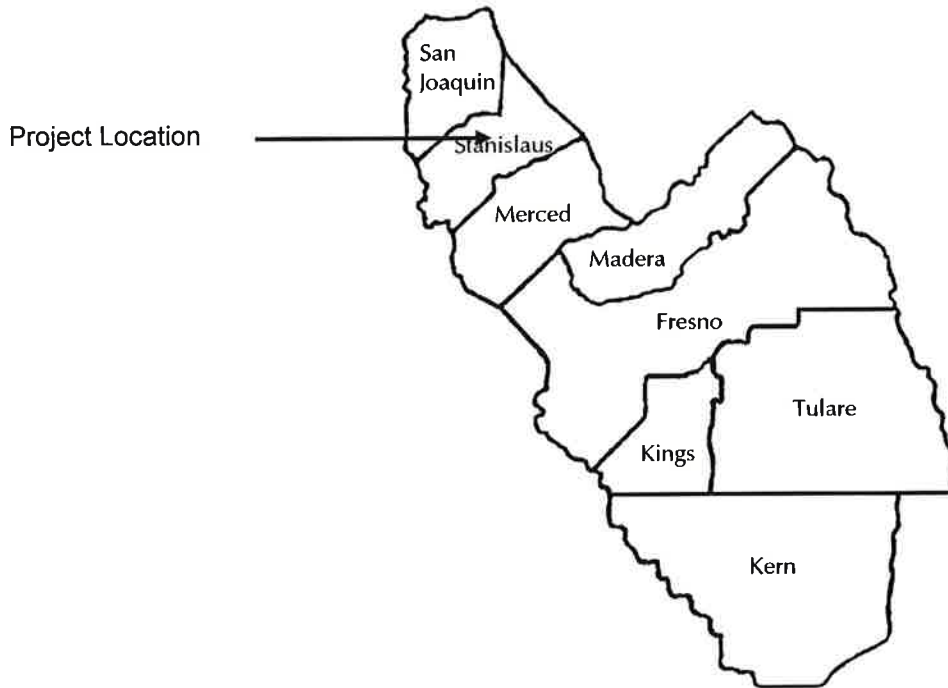 San
Joaquin
Project Location
Stanislaus
Merced
Madera
Fresno
Tulare
Kings
Kern